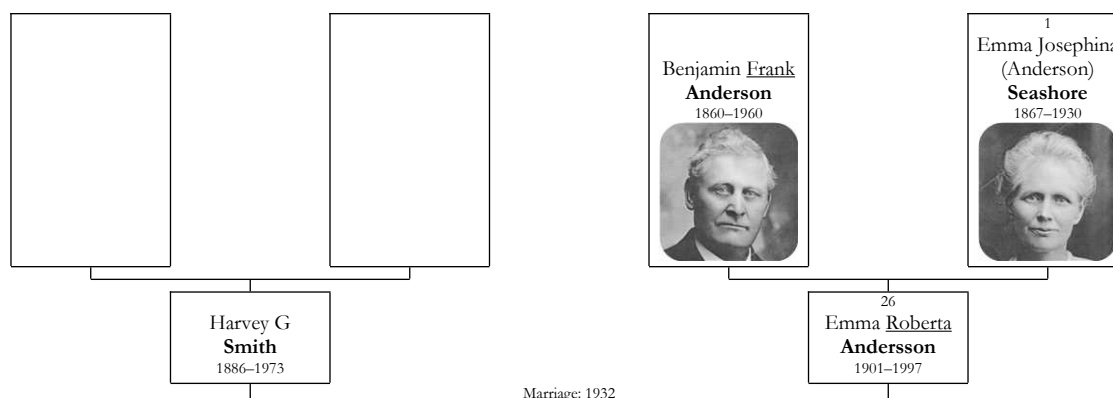 Benjamin Frank
Anderson
1860–1960
1
Emma Josephina
(Anderson)
Seashore
1867–1930
Harvey G
Smith
1886–1973
26
Emma Roberta
Andersson
1901–1997
Marriage: 1932